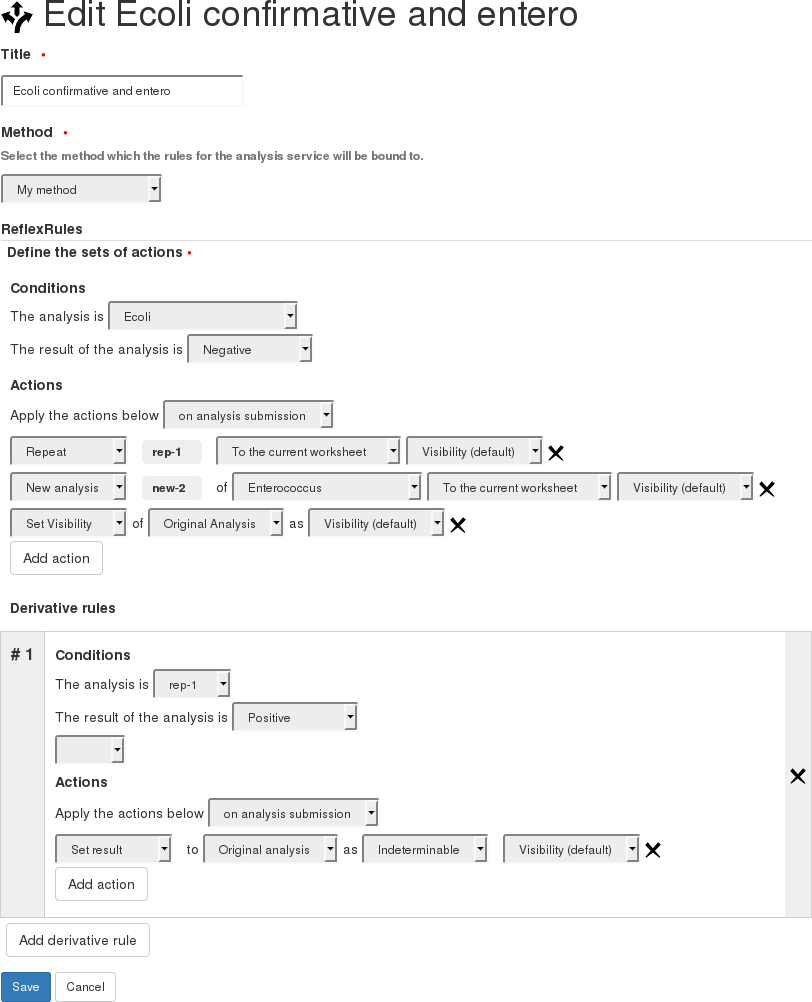 Edit Ecoli confirmative and entero
Title •
Ecoli confirmative and entero
Method •
Select the method which the rules for the analysis service will be bound to.
My method
ReflexRules
Define the sets of actions •
Conditions
The analysis is Ecoli
The result of the analysis is Negative
Actions
Apply the actions below on analysis submission
Repeat rep-1 To the current worksheet Visibility (default)
New analysis new-2 of Enterococcus To the current worksheet Visibility (default)
Set Visibility of Original Analysis as Visibility (default)
Add action
Derivative rules
# 1 Conditions
The analysis is rep-1
The result of the analysis is Positive
Actions
Apply the actions below on analysis submission
Set result to Original analysis as Indeterminable Visibility (default)
Add action
Add derivative rule
Save Cancel